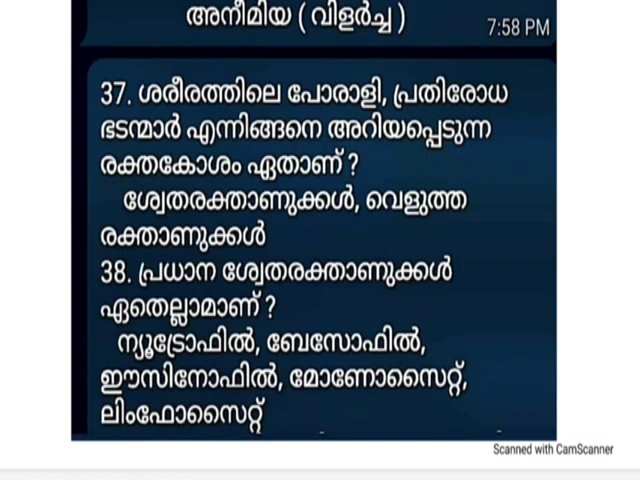 അനീമിയ ( വിളർച്ച )
7:58 PM
37. ശരീരത്തിലെ പോരാളി, പ്രതിരോധ
ഭടന്മാർ എന്നിങ്ങനെ അറിയപ്പെടുന്ന
രക്തകോശം ഏതാണ് ?
ശ്വേതരക്താണുക്കൾ, വെളുത്ത
രക്താണുക്കൾ
38. പ്രധാന ശ്വേതരക്താണുക്കൾ
ഏതെല്ലാമാണ് ?
ന്യൂട്രോഫിൽ, ബേസോഫിൽ,
ഈസിനോഫിൽ, മോണോസൈറ്റ്,
ലിംഫോസൈറ്റ്
Scanned with CamScanner